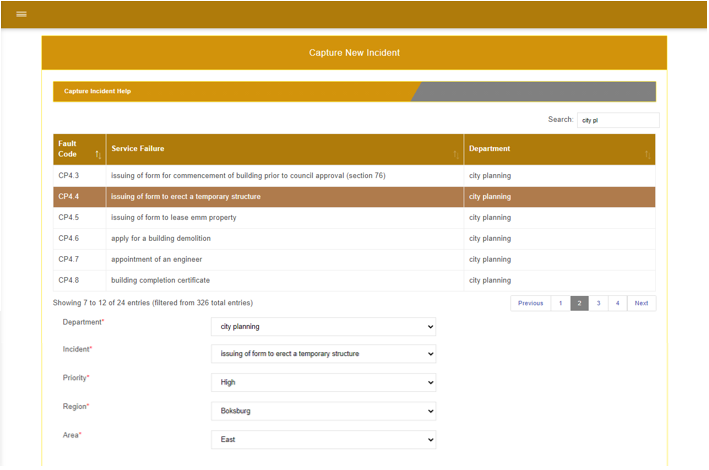 Capture New Incident
Capture Incident Help
Search: city pl
Fault Code Service Failure Department
CP4.3 issuing of form for commencement of building prior to council approval (section 76) city planning
CP4.4 issuing of form to erect a temporary structure city planning
CP4.5 issuing of form to lease emm property city planning
CP4.6 apply for a building demolition city planning
CP4.7 appointment of an engineer city planning
CP4.8 building completion certificate city planning
Showing 7 to 12 of 24 entries (filtered from 326 total entries) Previous 1 2 3 4 Next
Department* city planning
Incident* issuing of form to erect a temporary structure
Priority* High
Region* Boksburg
Area* East